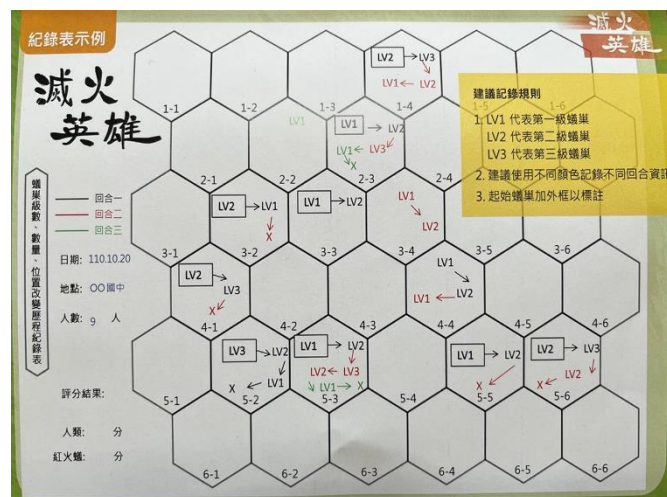 紀錄表示例
滅火
英雄
滅火
英雄
建議記錄規則
1. LV1 代表第一級蟻巢
LV2 代表第二級蟻巢
LV3 代表第三級蟻巢
2. 建議使用不同顏色記錄不同回合資訊
3. 起始蟻巢加外框以標註
蟻巢級數、數量、位置改變歷程紀錄表
回合一
回合二
回合三
日期: 110.10.20
地點: OO國中
人數: 9 人
評分結果:
人類: 分
紅火蟻: 分
LV2 → LV3
LV1 ← LV2
1-1 1-2 1-3 1-4 1-5 1-6
LV1
LV1 → LV2
LV1 ← LV3
X
2-1 2-2 2-3 2-4
LV2 → LV1
X
LV1 → LV2
LV1
LV2
3-1 3-2 3-3 3-4 3-5 3-6
LV2
LV3
X
LV1
LV2
LV1
4-1 4-2 4-3 4-4 4-5 4-6
LV3 → LV2
X ← LV1
LV1 → LV2
LV2 ← LV3
LV1 → X
LV1 → LV2
X
LV2 → LV3
X ← LV2
5-1 5-2 5-3 5-4 5-5 5-6
6-1 6-2 6-3 6-4 6-5 6-6